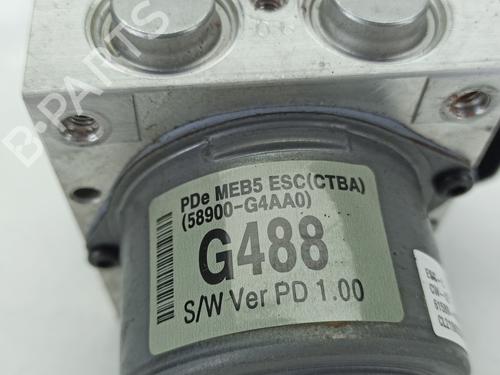 B-PARTS
PDe MEB5 ESC(CTBA)
(58900-G4AA0)
G488
S/W Ver PD 1.00